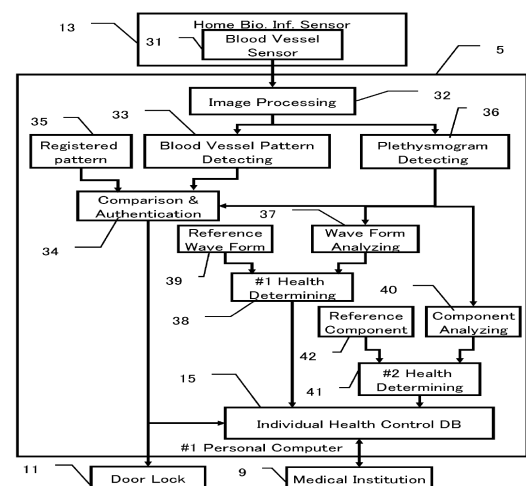 Home Bio. Inf. Sensor
13
31
Blood Vessel
Sensor
5
Image Processing
32
35
33
36
Registered
pattern
Blood Vessel Pattern
Detecting
Plethysmogram
Detecting
Comparison &
Authentication
34
37
Reference
Wave Form
Wave Form
Analyzing
39
#1 Health
Determining
38
40
Reference
Component
Component
Analyzing
42
#2 Health
Determining
41
15
Individual Health Control DB
#1 Personal Computer
11
Door Lock
9
Medical Institution